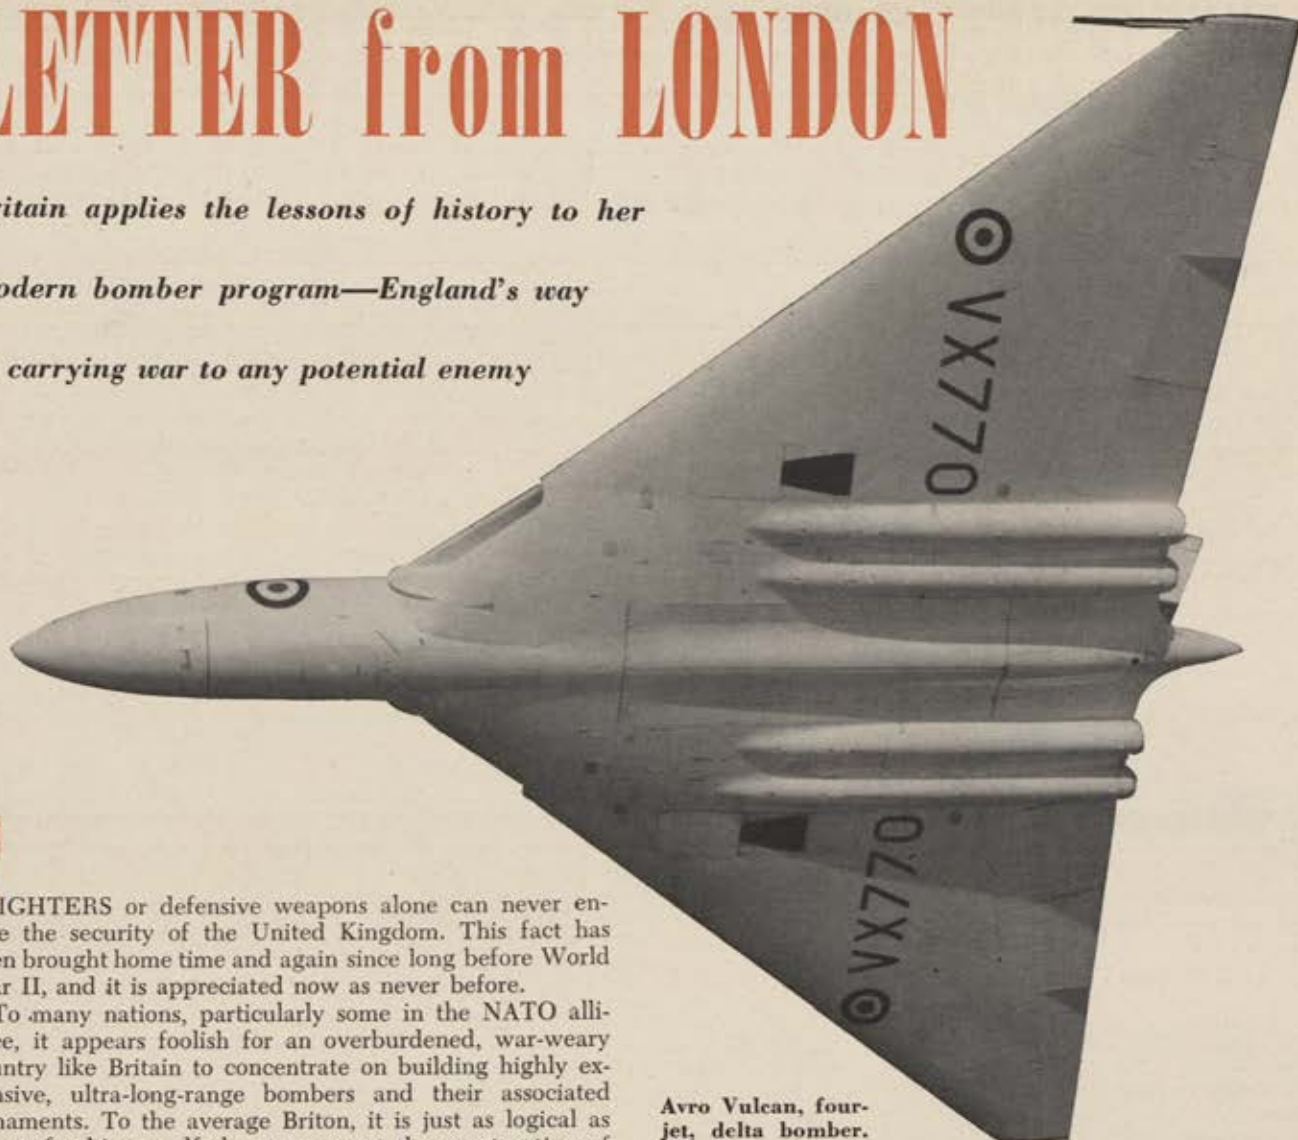 LETTER from LONDON
itain applies the lessons of history to her
odern bomber program—England's way
carrying war to any potential enemy
VX770
VX770
IGHTERS or defensive weapons alone can never en-
e the security of the United Kingdom. This fact has
en brought home time and again since long before World
r II, and it is appreciated now as never before.
To many nations, particularly some in the NATO alli-
e, it appears foolish for an overburdened, war-weary
untry like Britain to concentrate on building highly ex-
nsive, ultra-long-range bombers and their associated
naments. To the average Briton, it is just as logical as
Avro Vulcan, four-
jet, delta bomber.